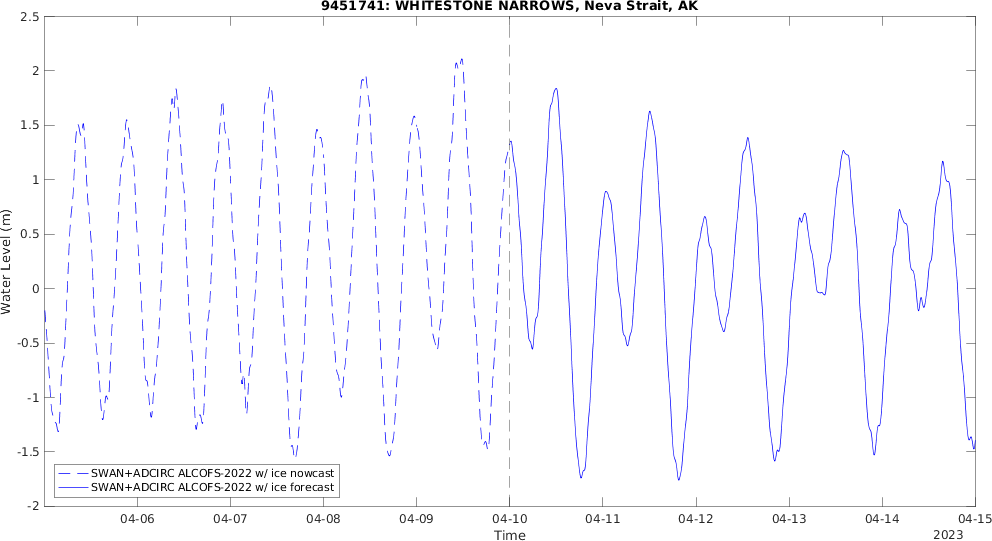 9451741: WHITESTONE NARROWS, Neva Strait, AK
Water Level (m)
2.5
2
1.5
1
0.5
0
-0.5
-1
-1.5
-2
SWAN+ADCIRC ALCOFS-2022 w/ ice nowcast
SWAN+ADCIRC ALCOFS-2022 w/ ice forecast
04-06 04-07 04-08 04-09 04-10 04-11 04-12 04-13 04-14 04-15
Time
2023